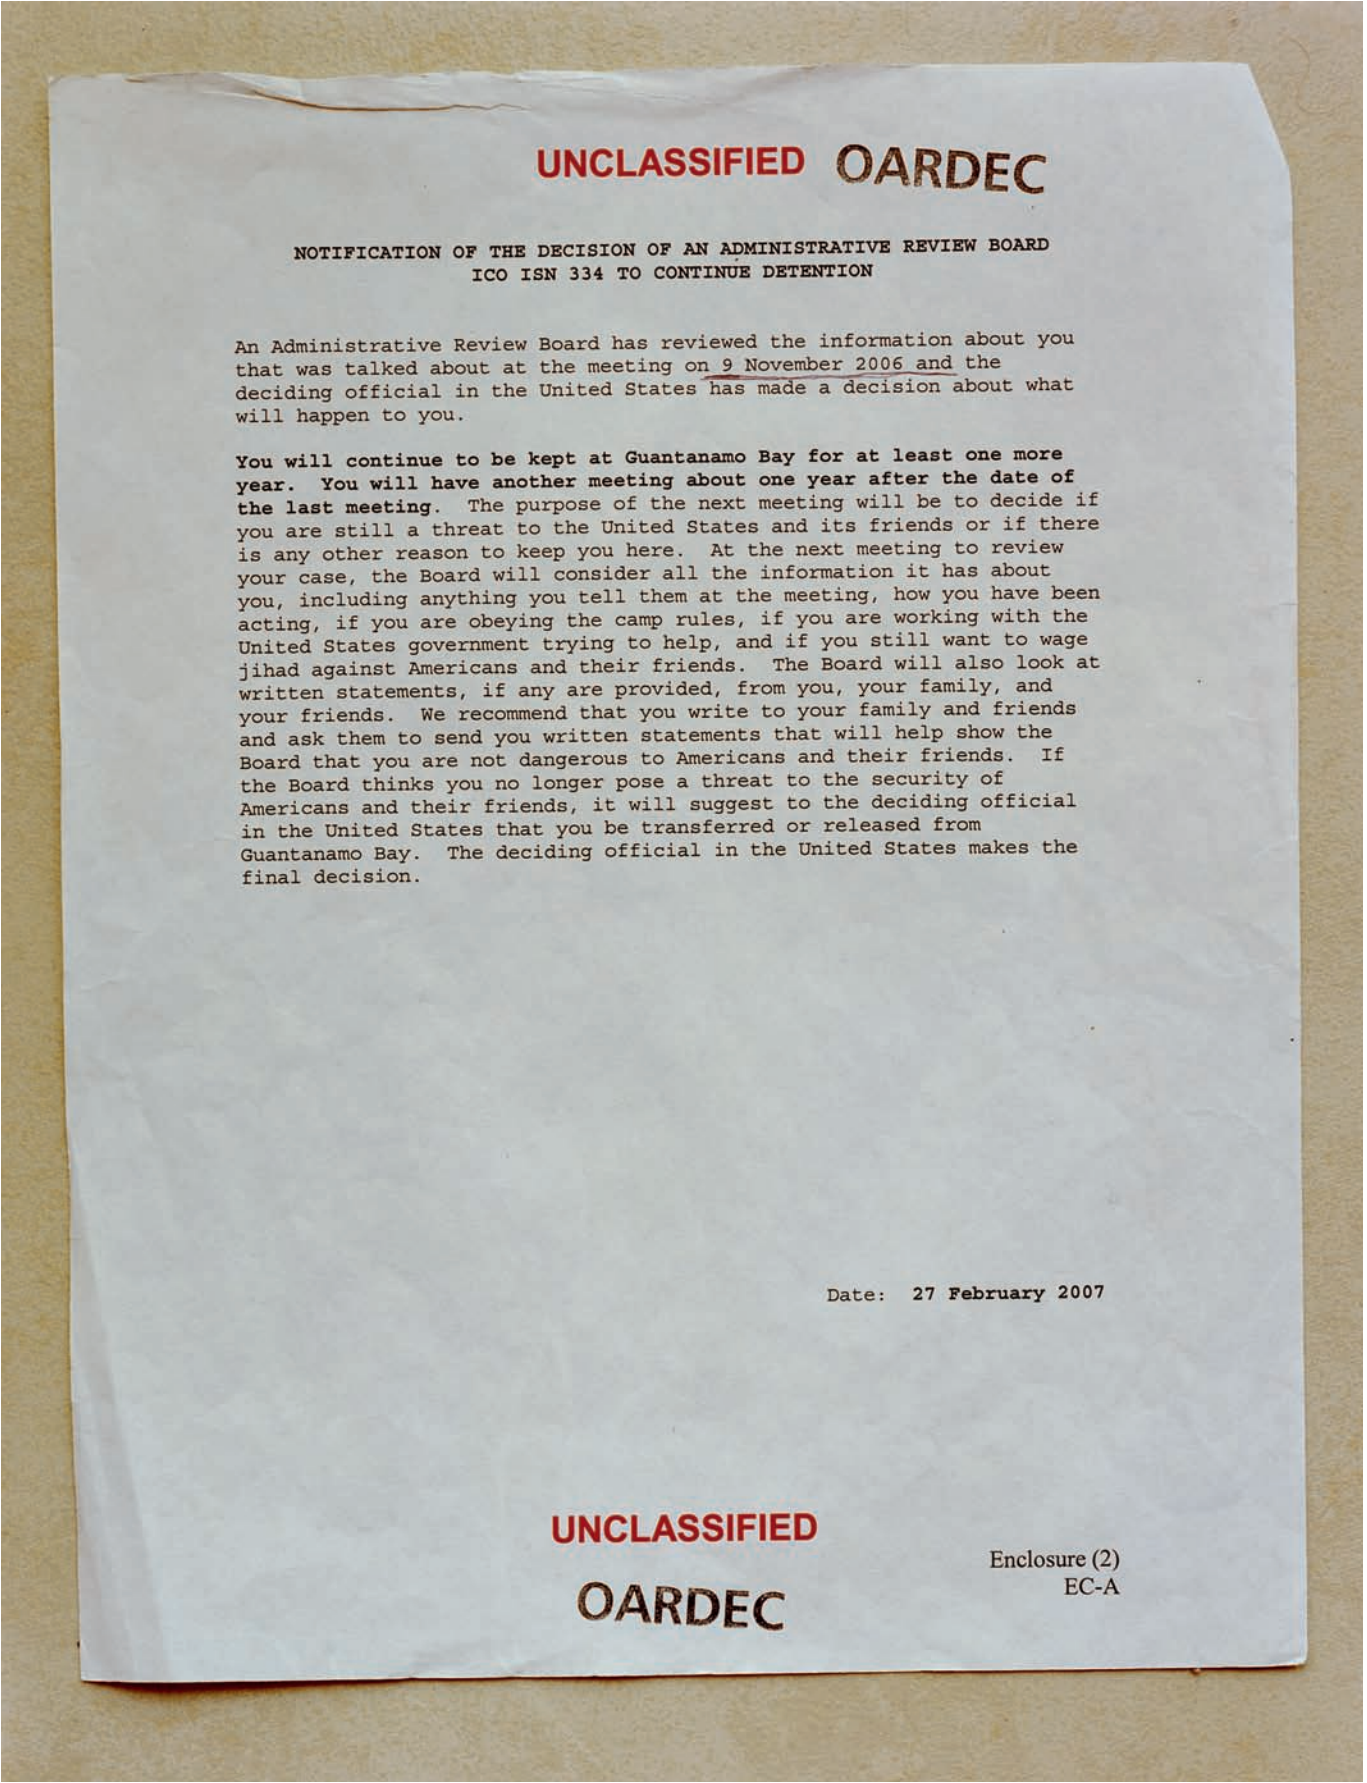 UNCLASSIFIED OARDEC
NOTIFICATION OF THE DECISION OF AN ADMINISTRATIVE REVIEW BOARD
ICO ISN 334 TO CONTINUE DETENTION
An Administrative Review Board has reviewed the information about you
that was talked about at the meeting on 9 November 2006 and the
deciding official in the United States has made a decision about what
will happen to you.
You will continue to be kept at Guantanamo Bay for at least one more
year. You will have another meeting about one year after the date of
the last meeting. The purpose of the next meeting will be to decide if
you are still a threat to the United States and its friends or if there
is any other reason to keep you here. At the next meeting to review
your case, the Board will consider all the information it has about
you, including anything you tell them at the meeting, how you have been
acting, if you are obeying the camp rules, if you are working with the
United States government trying to help, and if you still want to wage
jihad against Americans and their friends. The Board will also look at
written statements, if any are provided, from you, your family, and
your friends. We recommend that you write to your family and friends
and ask them to send you written statements that will help show the
Board that you are not dangerous to Americans and their friends. If
the Board thinks you no longer pose a threat to the security of
Americans and their friends, it will suggest to the deciding official
in the United States that you be transferred or released from
Guantanamo Bay. The deciding official in the United States makes the
final decision.
Date: 27 February 2007
UNCLASSIFIED
Enclosure (2)
EC-A
OARDEC